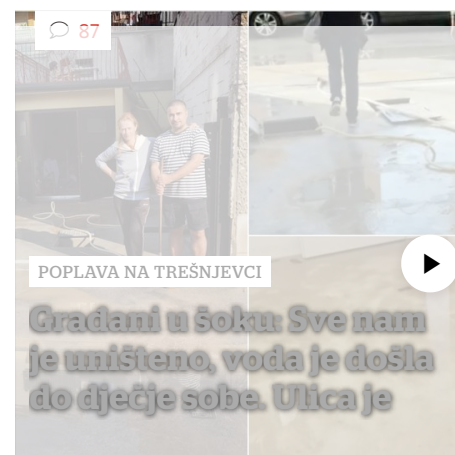 87
POPLAVA NA TREŠNJEVCI
Građani u šoku: Sve nam
je uništeno, voda je došla
do dječje sobe. Ulica je